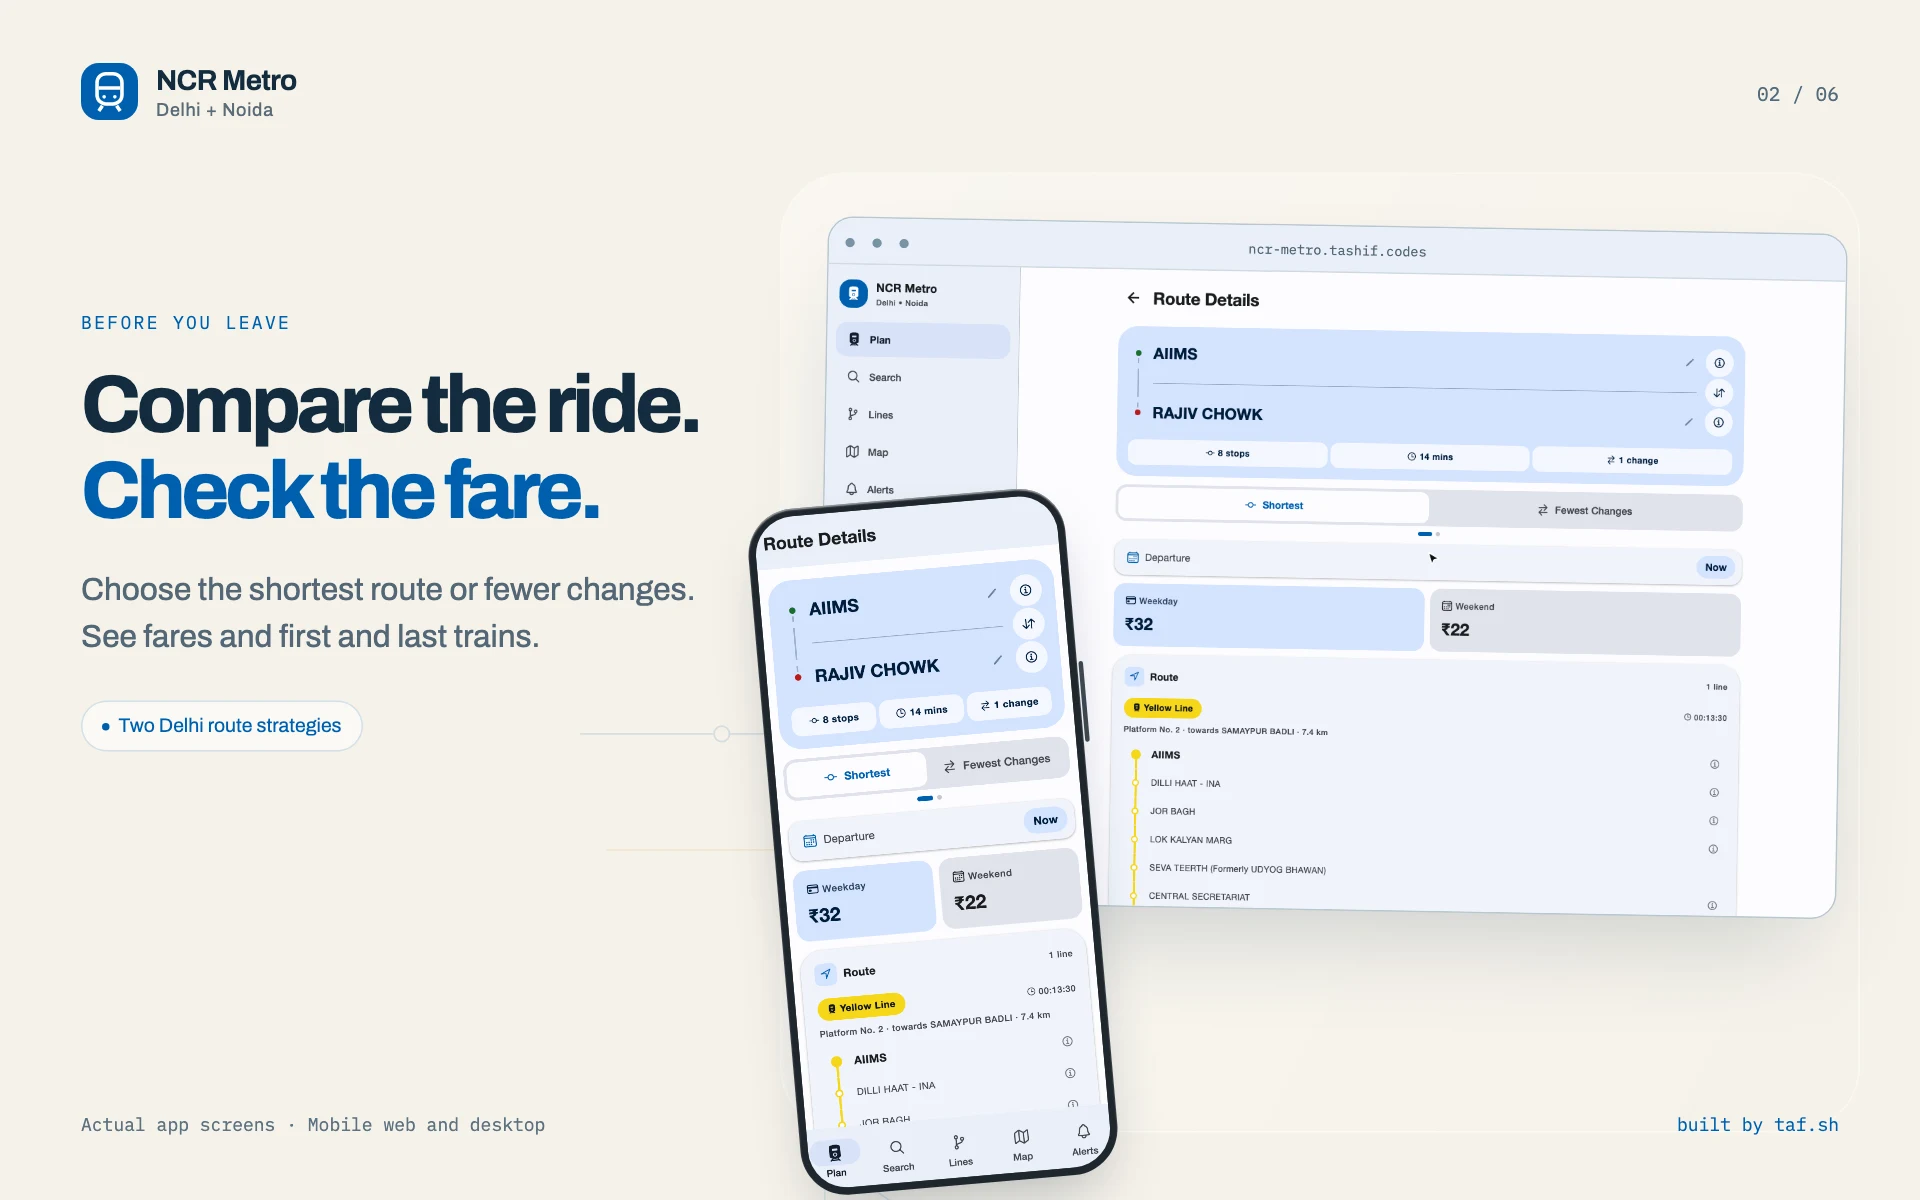 NCR Metro
Delhi + Noida
02 / 06
BEFORE YOU LEAVE
Compare the ride.
Check the fare.
Choose the shortest route or fewer changes.
See fares and first and last trains.
Two Delhi route strategies
ncr-metro.tashif.codes
NCR Metro
Delhi • Noida
Plan
Search
Lines
Map
Alerts
Route Details
AIIMS
RAJIV CHOWK
8 stops
14 mins
1 change
Shortest
Fewest Changes
Departure
Now
Weekday
₹32
Weekend
₹22
Route
1 line
Yellow Line
00:13:30
Platform No. 2 · towards SAMAYPUR BADLI · 7.4 km
AIIMS
DILLI HAAT - INA
JOR BAGH
LOK KALYAN MARG
SEVA TEERTH (Formerly UDYOG BHAWAN)
CENTRAL SECRETARIAT
Route Details
AIIMS
RAJIV CHOWK
8 stops
14 mins
1 change
Shortest
Fewest Changes
Departure
Now
Weekday
₹32
Weekend
₹22
Route
1 line
Yellow Line
00:13:30
Platform No. 2 · towards SAMAYPUR BADLI · 7.4 km
AIIMS
DILLI HAAT - INA
JOR BAGH
Plan
Search
Lines
Map
Alerts
Actual app screens · Mobile web and desktop
built by taf.sh